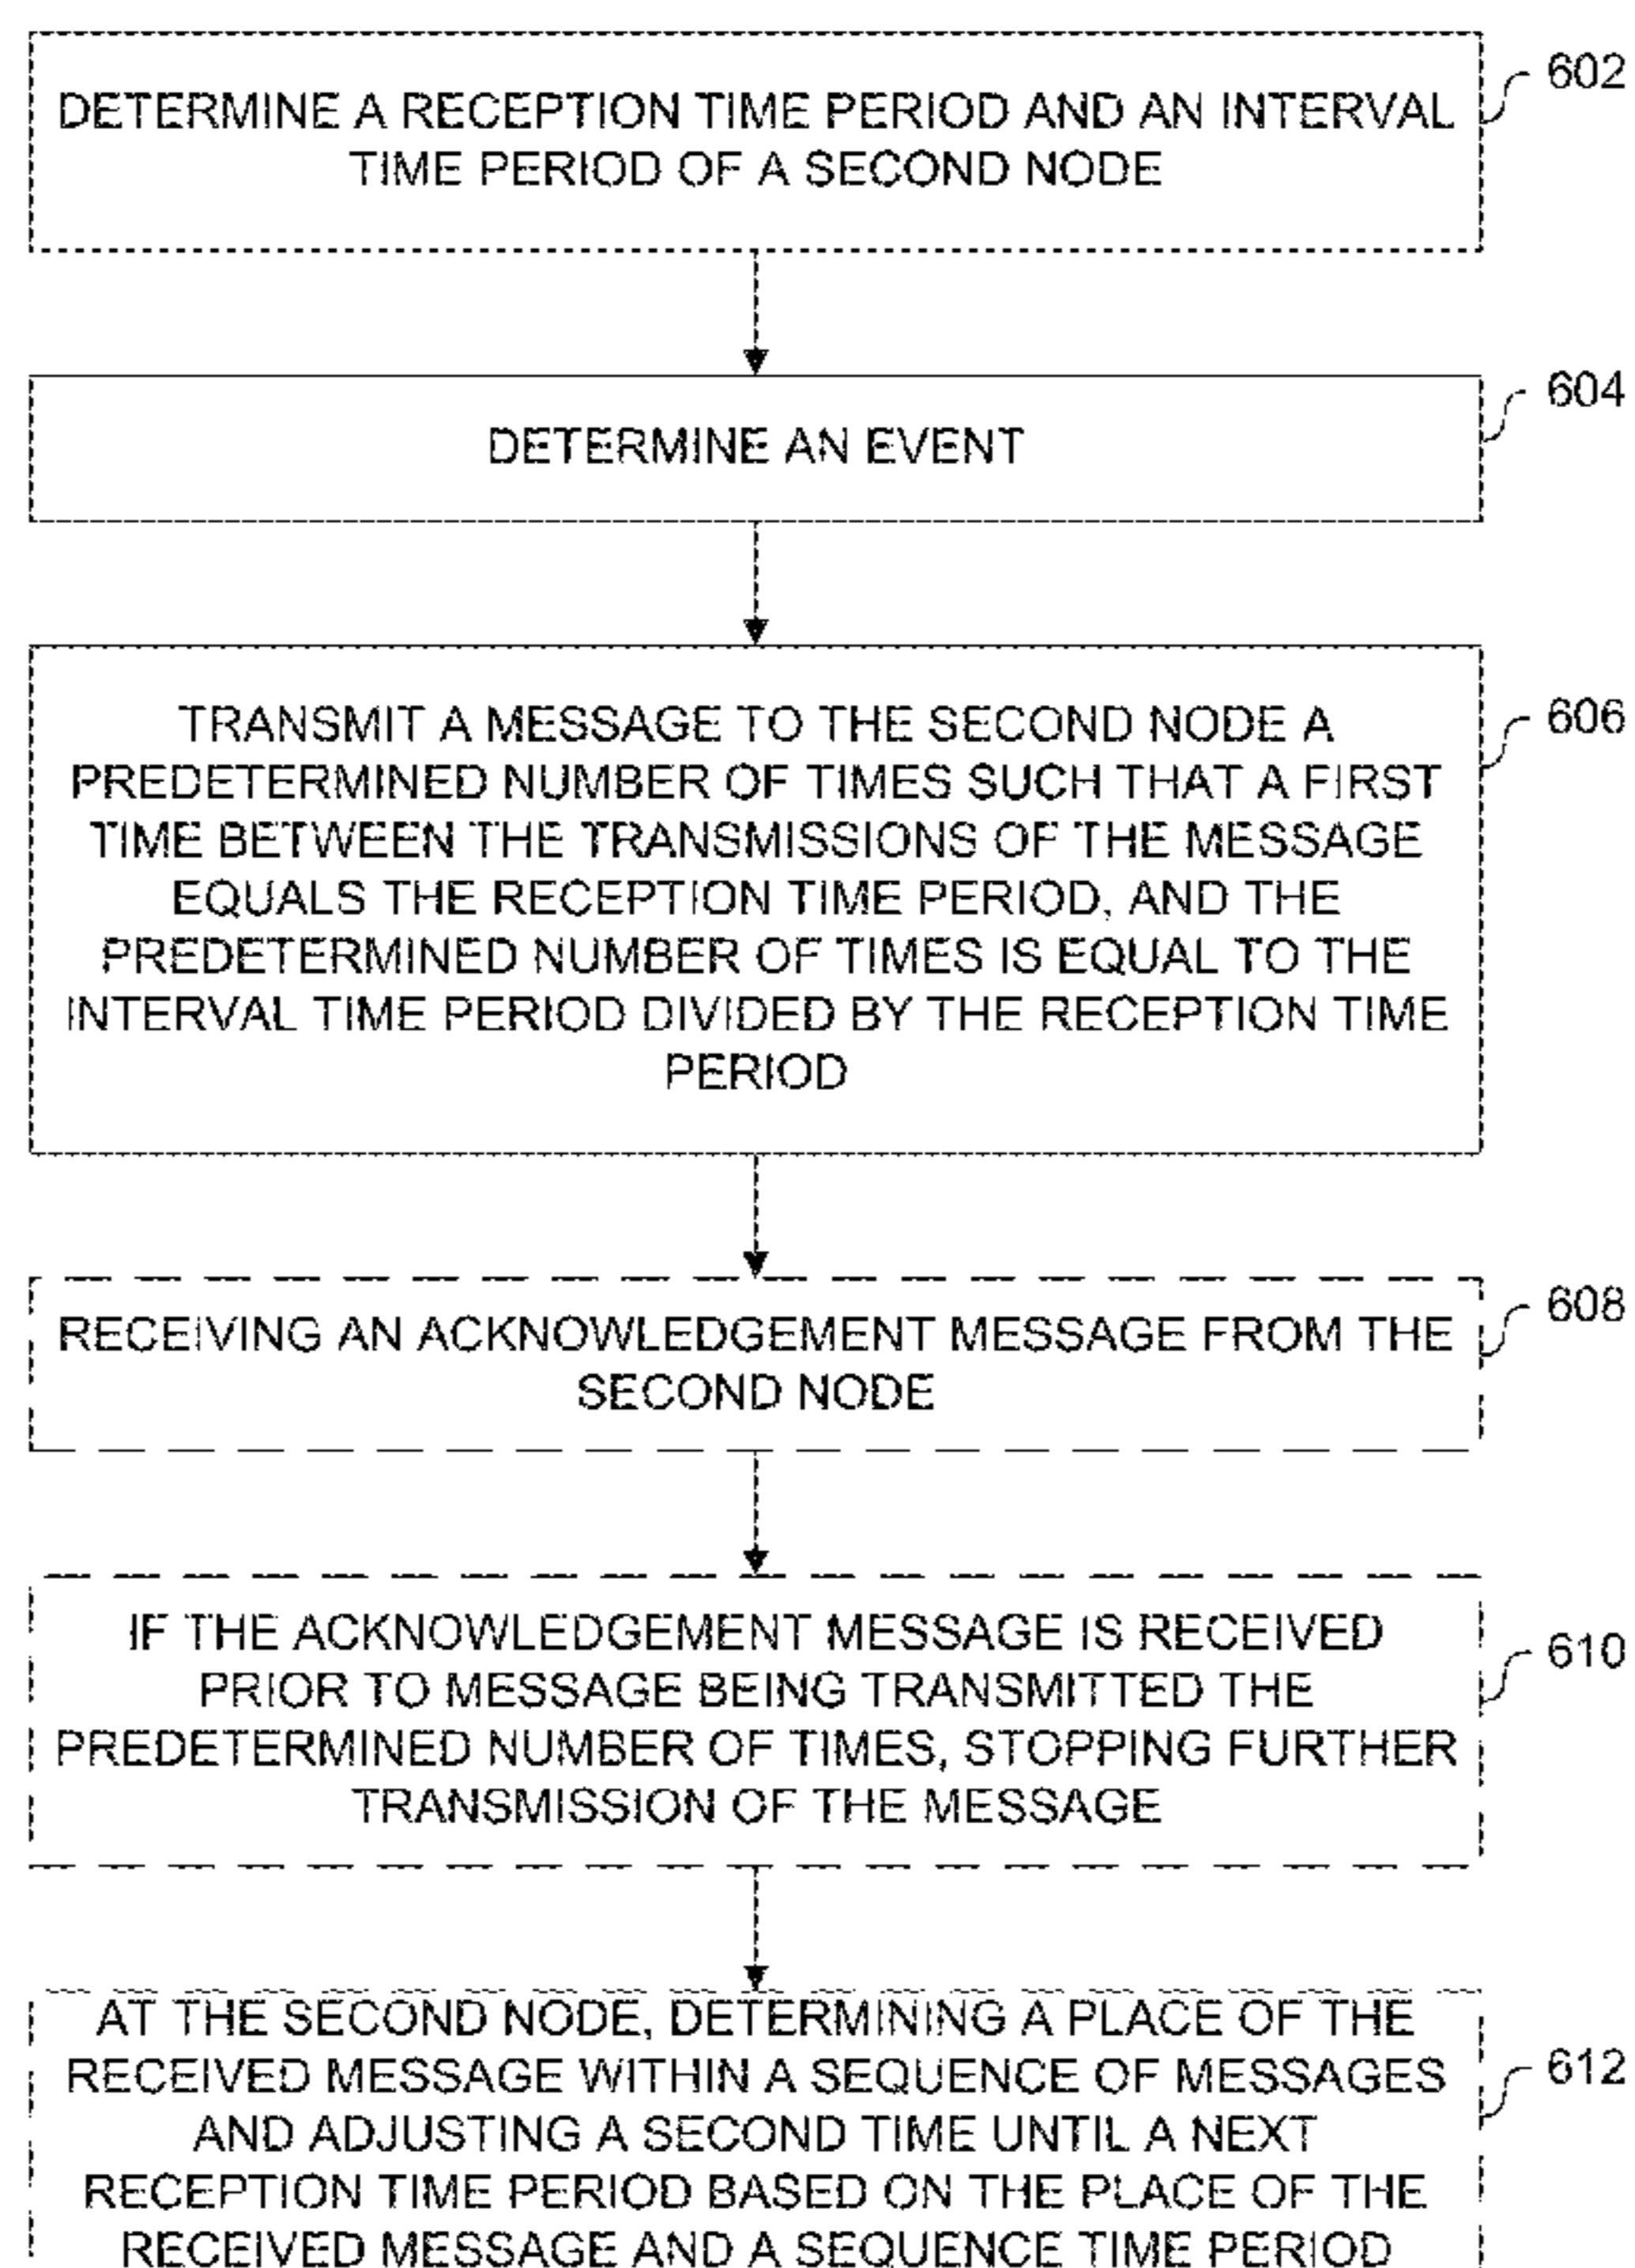 602
DETERMINE A RECEPTION TIME PERIOD AND AN INTERVAL
TIME PERIOD OF A SECOND NODE
604
DETERMINE AN EVENT
606
TRANSMIT A MESSAGE TO THE SECOND NODE A
PREDETERMINED NUMBER OF TIMES SUCH THAT A FIRST
TIME BETWEEN THE TRANSMISSIONS OF THE MESSAGE
EQUALS THE RECEPTION TIME PERIOD, AND THE
PREDETERMINED NUMBER OF TIMES IS EQUAL TO THE
INTERVAL TIME PERIOD DIVIDED BY THE RECEPTION TIME
PERIOD
608
RECEIVING AN ACKNOWLEDGEMENT MESSAGE FROM THE
SECOND NODE
610
IF THE ACKNOWLEDGEMENT MESSAGE IS RECEIVED
PRIOR TO MESSAGE BEING TRANSMITTED THE
PREDETERMINED NUMBER OF TIMES, STOPPING FURTHER
TRANSMISSION OF THE MESSAGE
612
AT THE SECOND NODE, DETERMINING A PLACE OF THE
RECEIVED MESSAGE WITHIN A SEQUENCE OF MESSAGES
AND ADJUSTING A SECOND TIME UNTIL A NEXT
RECEPTION TIME PERIOD BASED ON THE PLACE OF THE
RECEIVED MESSAGE AND A SEQUENCE TIME PERIOD